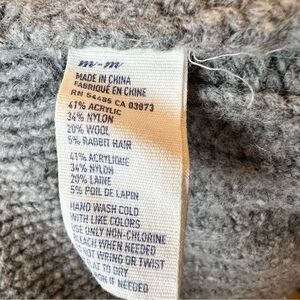 m-m
MADE IN CHINA
FABRIQUÉ EN CHINE
RN 54485 CA 03873
41% ACRYLIC
34% NYLON
20% WOOL
5% RABBIT HAIR
41% ACRYLIQUE
34% NYLON
20% LAINE
5% POIL DE LAPIN
HAND WASH COLD
WITH LIKE COLORS
USE ONLY NON-CHLORINE
BLEACH WHEN NEEDED
NOT WRING OR TWIST
FLAT TO DRY
IF NEEDED